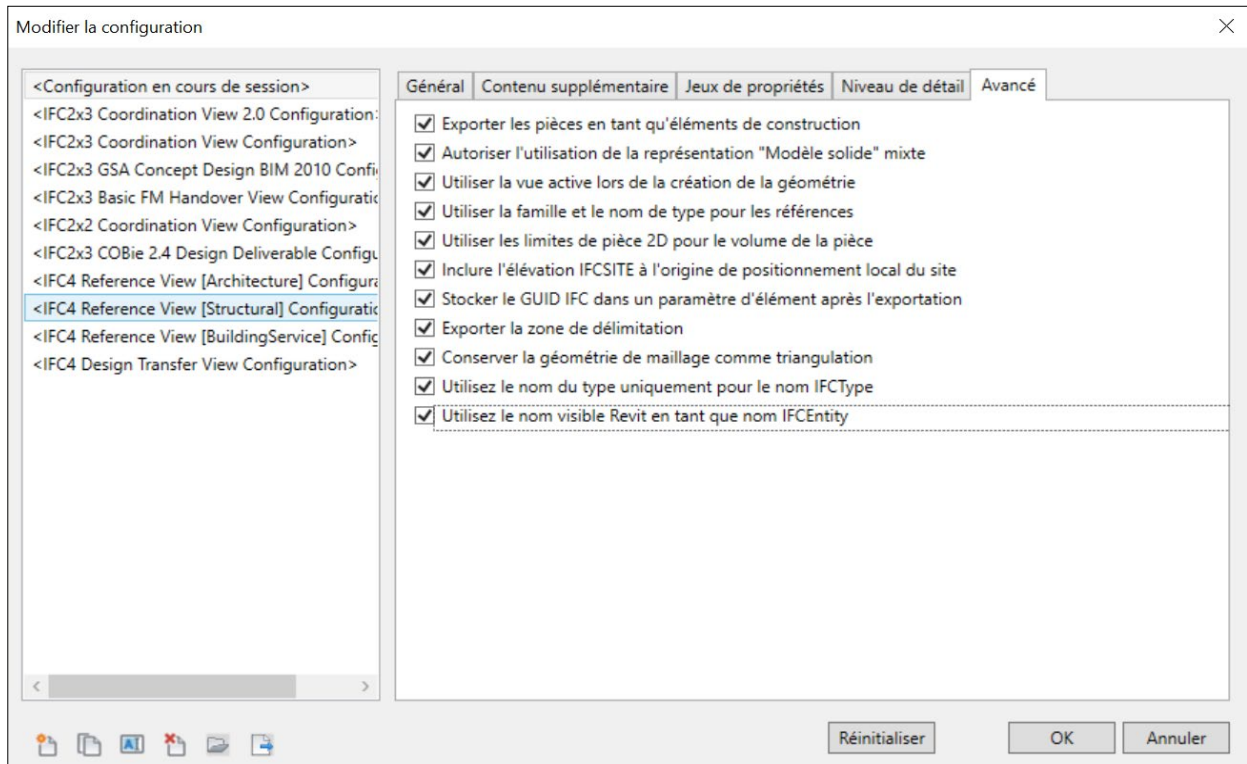 Modifier la configuration
<Configuration en cours de session>
<IFC2x3 Coordination View 2.0 Configuration
<IFC2x3 Coordination View Configuration>
<IFC2x3 GSA Concept Design BIM 2010 Confi
<IFC2x3 Basic FM Handover View Configuratic
<IFC2x2 Coordination View Configuration>
<IFC2x3 COBie 2.4 Design Deliverable Configu
<IFC4 Reference View [Architecture] Configura
<IFC4 Reference View [Structural] Configuratic
<IFC4 Reference View [BuildingService] Config
<IFC4 Design Transfer View Configuration>
Général Contenu supplémentaire Jeux de propriétés Niveau de détail Avancé
Exporter les pièces en tant qu'éléments de construction
Autoriser l'utilisation de la représentation "Modèle solide" mixte
Utiliser la vue active lors de la création de la géométrie
Utiliser la famille et le nom de type pour les références
Utiliser les limites de pièce 2D pour le volume de la pièce
Inclure l'élévation IFCSITE à l'origine de positionnement local du site
Stocker le GUID IFC dans un paramètre d'élément après l'exportation
Exporter la zone de délimitation
Conserver la géométrie de maillage comme triangulation
Utilisez le nom du type uniquement pour le nom IFCType
Utilisez le nom visible Revit en tant que nom IFCEntity
Réinitialiser OK Annuler